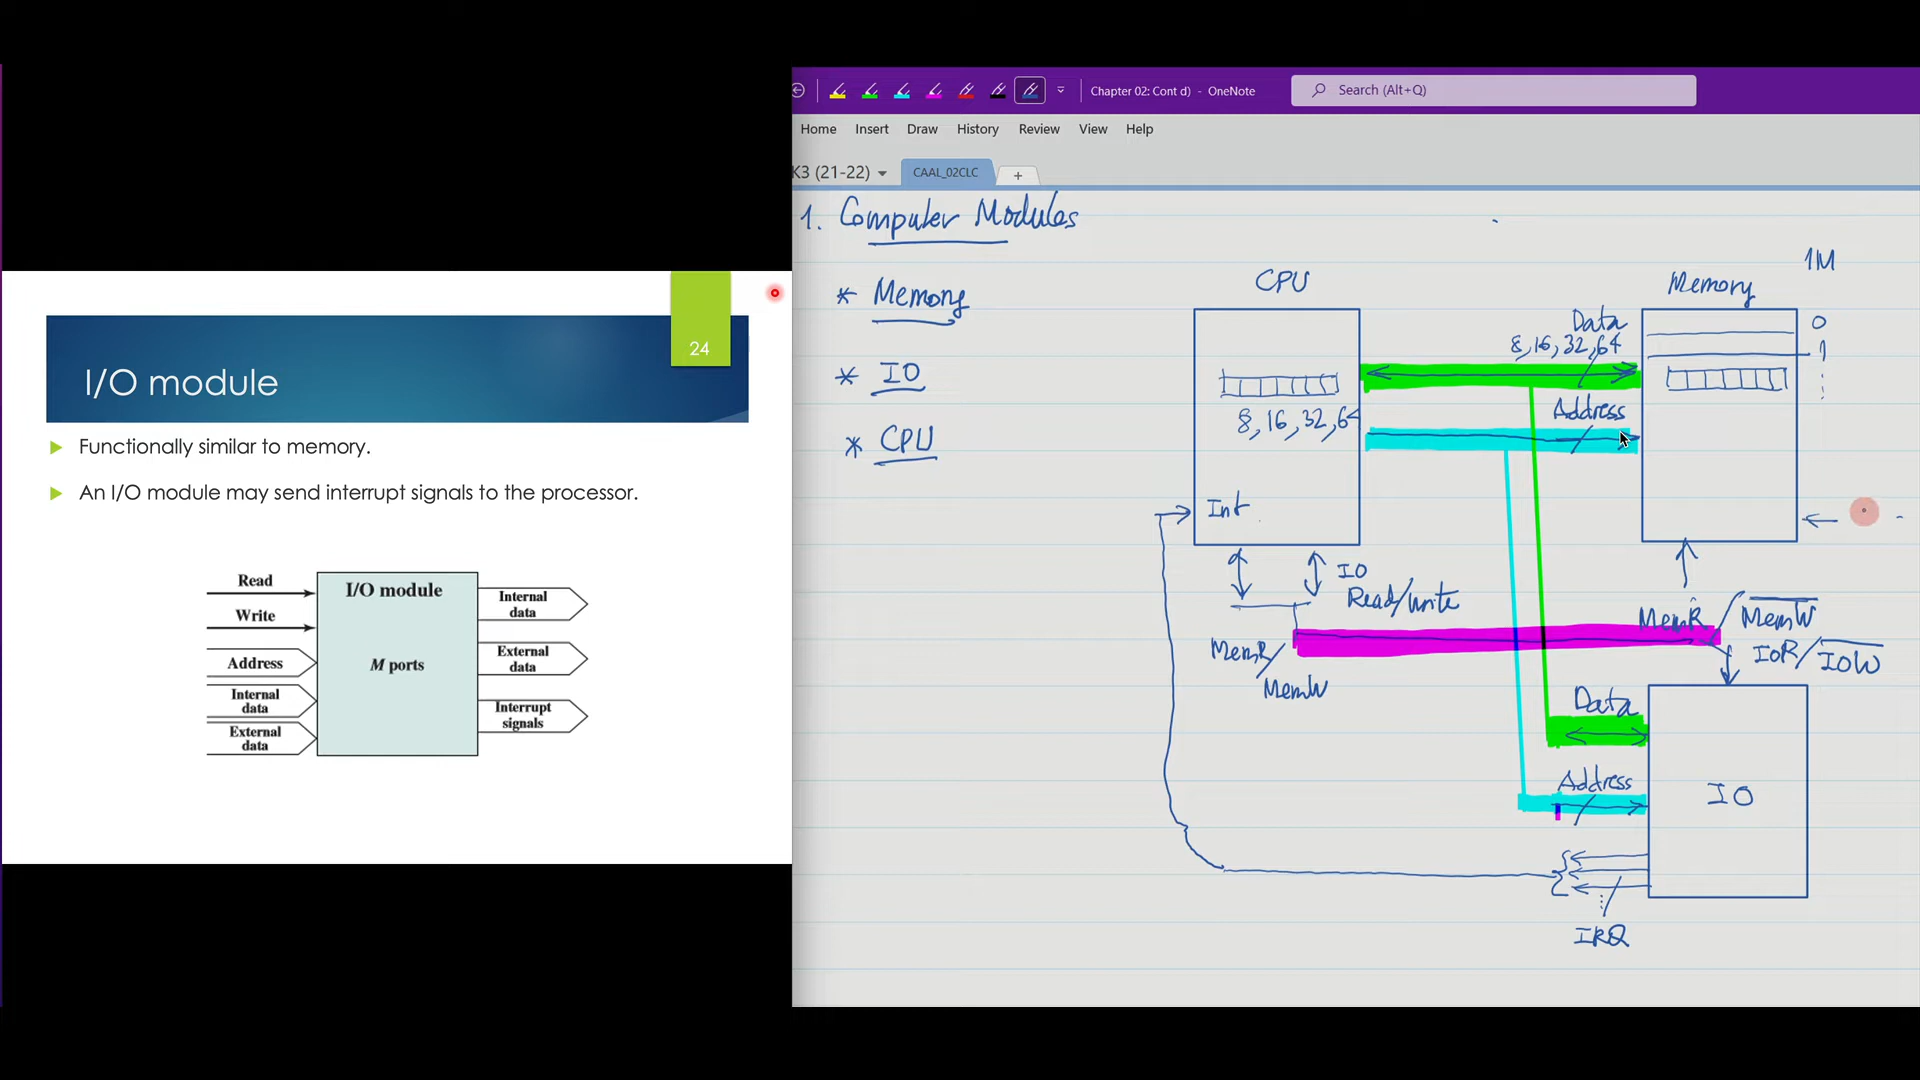 24
I/O module
Functionally similar to memory.
An I/O module may send interrupt signals to the processor.
Read
Write
Address
Internal
data
External
data
I/O module
M ports
Internal
data
External
data
Interrupt
signals
Chapter 02: Cont d) - OneNote
Search (Alt+Q)
Home Insert Draw History Review View Help
K3 (21-22)
CAAL_02CLC
+
1. Computer Modules
* Memory
* IO
* CPU
CPU
8, 16, 32, 64
Int
Data
8, 16, 32, 64
Address
Memory
1M
0
1
IO
Read/Write
MemR/
MemW
MemR / MemW
IOR/IOW
Data
Address
IO
IRQ